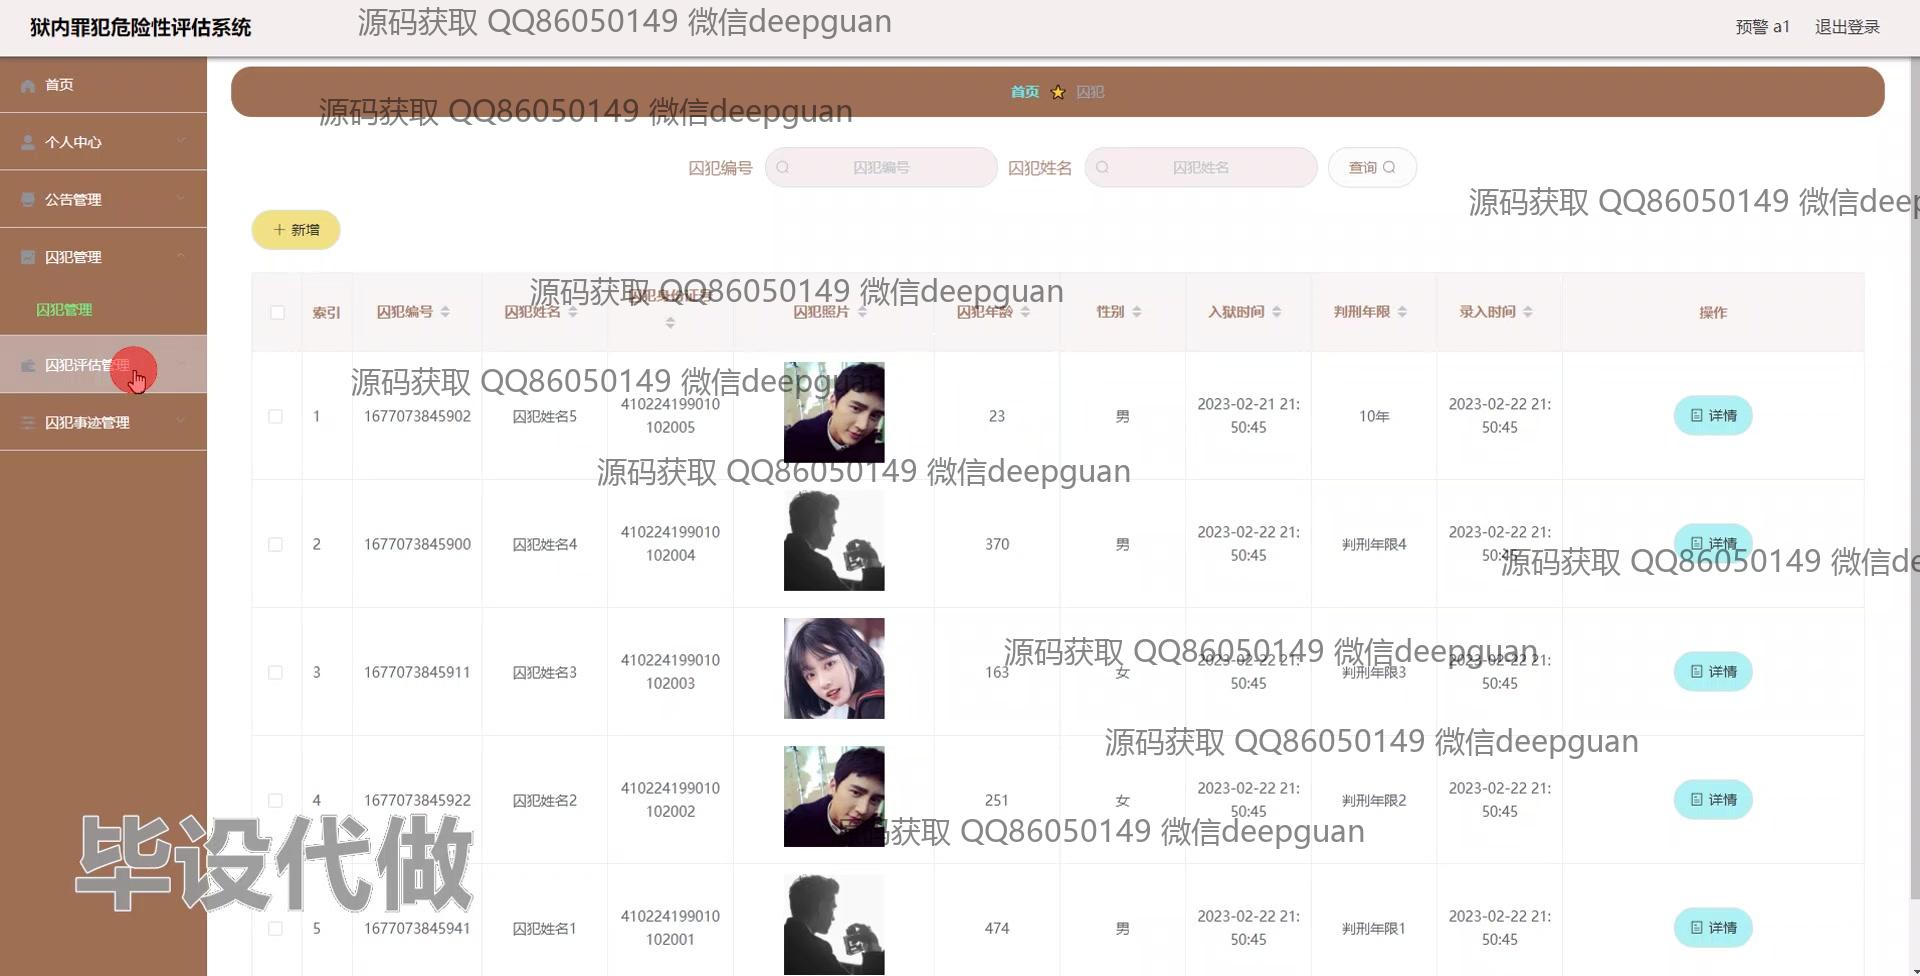 狱内罪犯危险性评估系统
源码获取 QQ86050149 微信deepguan
预警 a1
退出登录
首页
个人中心
公告管理
囚犯管理
囚犯管理
囚犯评估管理
囚犯事迹管理
首页 囚犯
源码获取 QQ86050149 微信deepguan
囚犯编号 囚犯编号 囚犯姓名 囚犯姓名 查询
源码获取 QQ86050149 微信deep
新增
源码获取 QQ86050149 微信deepguan
索引 囚犯编号 囚犯姓名 囚犯身份证号 囚犯照片 囚犯年龄 性别 入狱时间 判刑年限 录入时间 操作
源码获取 QQ86050149 微信deepguan
1 1677073845902 囚犯姓名5 410224199010 23 男 2023-02-21 21: 10年 2023-02-22 21: 详情
102005 50:45 50:45
源码获取 QQ86050149 微信deepguan
2 1677073845900 囚犯姓名4 410224199010 370 男 2023-02-22 21: 判刑年限4 2023-02-22 21: 详情
102004 50:45 50:45
源码获取 QQ86050149 微信de
源码获取 QQ86050149 微信deepguan
3 1677073845911 囚犯姓名3 410224199010 163 女 2023-02-22 21: 判刑年限3 2023-02-22 21: 详情
102003 50:45 50:45
源码获取 QQ86050149 微信deepguan
4 1677073845922 囚犯姓名2 410224199010 251 女 2023-02-22 21: 判刑年限2 2023-02-22 21: 详情
102002 50:45 50:45
码获取 QQ86050149 微信deepguan
毕设代做
5 1677073845941 囚犯姓名1 410224199010 474 男 2023-02-22 21: 判刑年限1 2023-02-22 21: 详情
102001 50:45 50:45